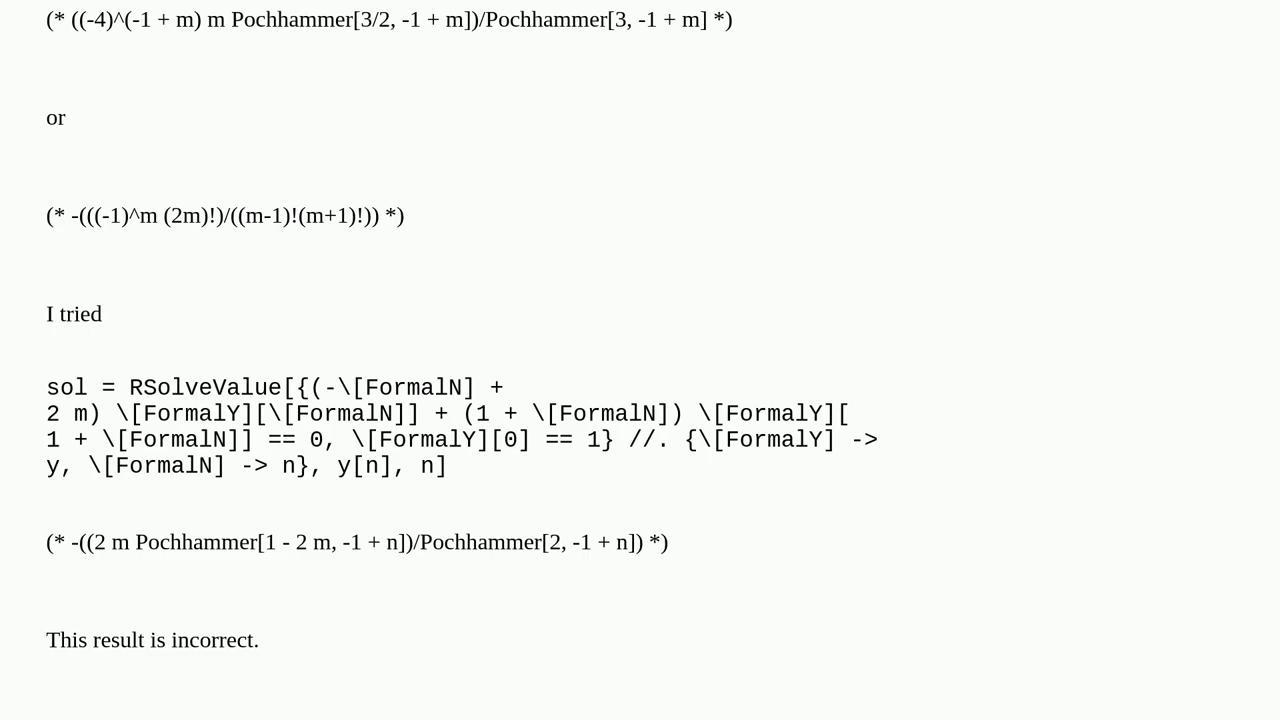 (* ((-4)^(-1 + m) m Pochhammer[3/2, -1 + m])/Pochhammer[3, -1 + m] *)
or
(* -(((-1)^m (2m)!)/((m-1)!(m+1)!)) *)
I tried
sol = RSolveValue[{(-\[FormalN] +
2 m) \[FormalY][\[FormalN]] + (1 + \[FormalN]) \[FormalY][
1 + \[FormalN]] == 0, \[FormalY][0] == 1} //. {\[FormalY] ->
y, \[FormalN] -> n}, y[n], n]
(* -((2 m Pochhammer[1 - 2 m, -1 + n])/Pochhammer[2, -1 + n]) *)
This result is incorrect.